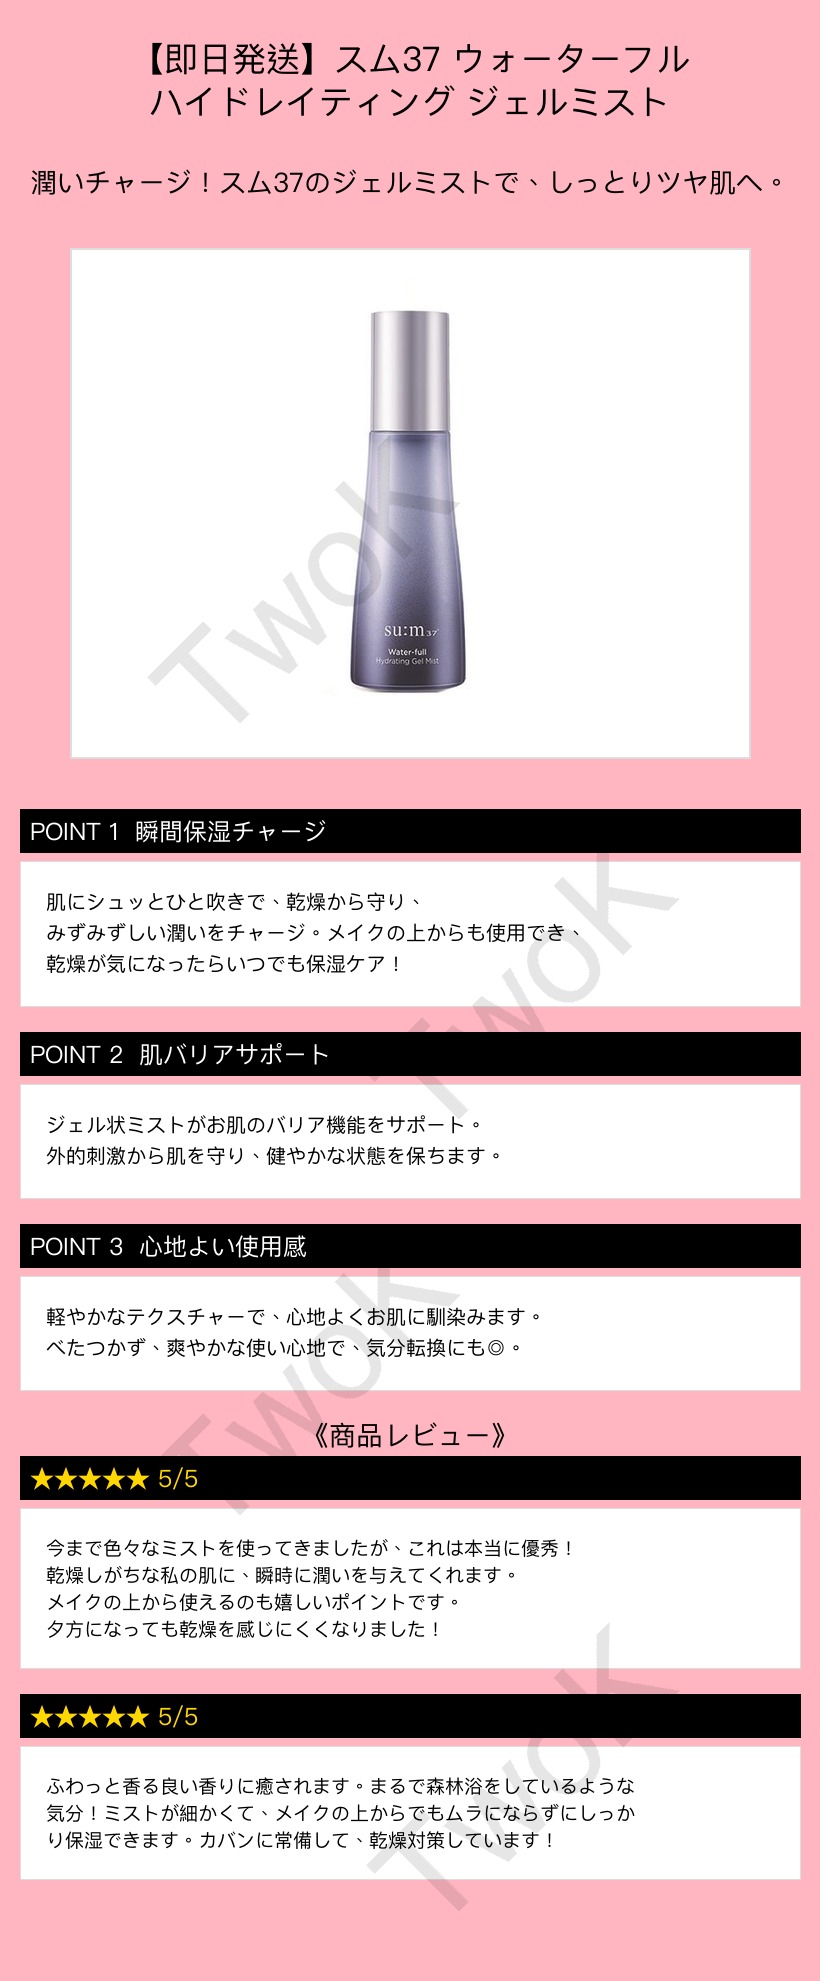 【即日発送】スム37 ウォーターフル
ハイドレイティング ジェルミスト
潤いチャージ！スム37のジェルミストで、しっとりツヤ肌へ。
su:m37°
Water-full
Hydrating Gel Mist
TwoK
POINT 1 瞬間保湿チャージ
肌にシュッとひと吹きで、乾燥から守り、
みずみずしい潤いをチャージ。メイクの上からも使用でき、
乾燥が気になったらいつでも保湿ケア！
TwoK
POINT 2 肌バリアサポート
ジェル状ミストがお肌のバリア機能をサポート。
外的刺激から肌を守り、健やかな状態を保ちます。
POINT 3 心地よい使用感
軽やかなテクスチャーで、心地よくお肌に馴染みます。
べたつかず、爽やかな使い心地で、気分転換にも◎。
TwoK
《商品レビュー》
★★★★★ 5/5
今まで色々なミストを使ってきましたが、これは本当に優秀！
乾燥しがちな私の肌に、瞬時に潤いを与えてくれます。
メイクの上から使えるのも嬉しいポイントです。
夕方になっても乾燥を感じにくくなりました！
★★★★★ 5/5
ふわっと香る良い香りに癒されます。まるで森林浴をしているような
気分！ミストが細かくて、メイクの上からでもムラにならずにしっか
り保湿できます。カバンに常備して、乾燥対策しています！
TwoK